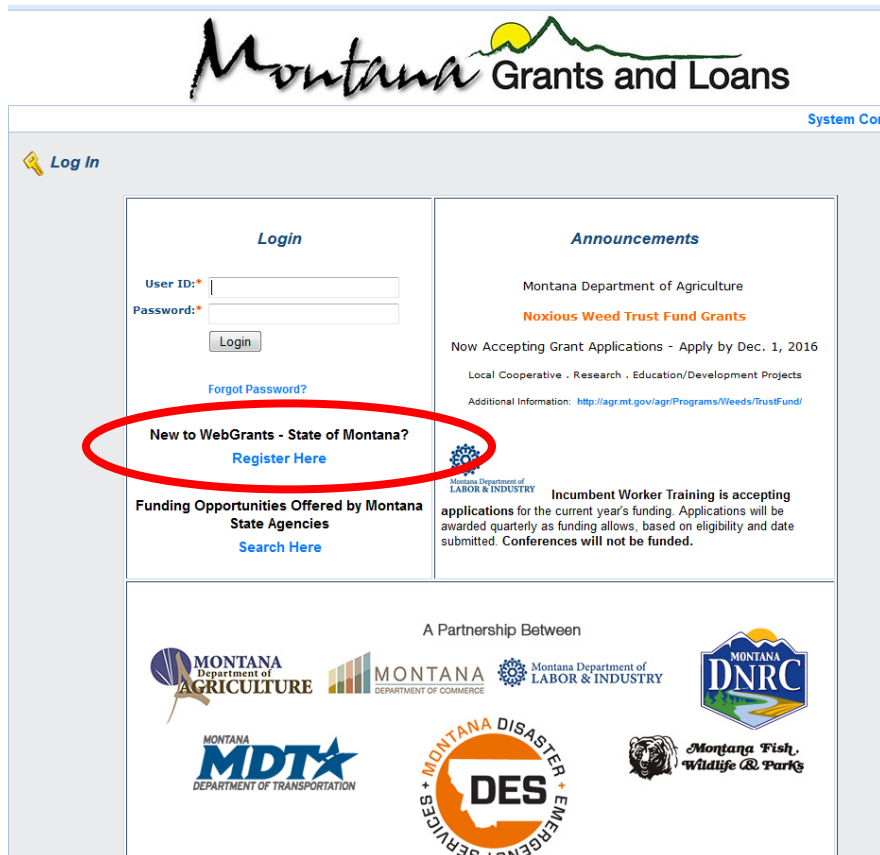 Montana Grants and Loans
Log In
Login
User ID:*
Password:*
Login
Forgot Password?
New to WebGrants - State of Montana?
Register Here
Funding Opportunities Offered by Montana
State Agencies
Search Here
Announcements
Montana Department of Agriculture
Noxious Weed Trust Fund Grants
Now Accepting Grant Applications - Apply by Dec. 1, 2016
Local Cooperative . Research . Education/Development Projects
Additional Information: http://agr.mt.gov/agr/Programs/Weeds/TrustFund/
Montana Department of
LABOR & INDUSTRY
Incumbent Worker Training is accepting
applications for the current year's funding. Applications will be
awarded quarterly as funding allows, based on eligibility and date
submitted. Conferences will not be funded.
A Partnership Between
MONTANA
Department of
AGRICULTURE
MONTANA
DEPARTMENT OF COMMERCE
Montana Department of
LABOR & INDUSTRY
MONTANA
DNRC
MONTANA
MDT
DEPARTMENT OF TRANSPORTATION
MONTANA DISASTER + EMERGENCY SERVICES +
DES
Montana Fish,
Wildlife & Parks